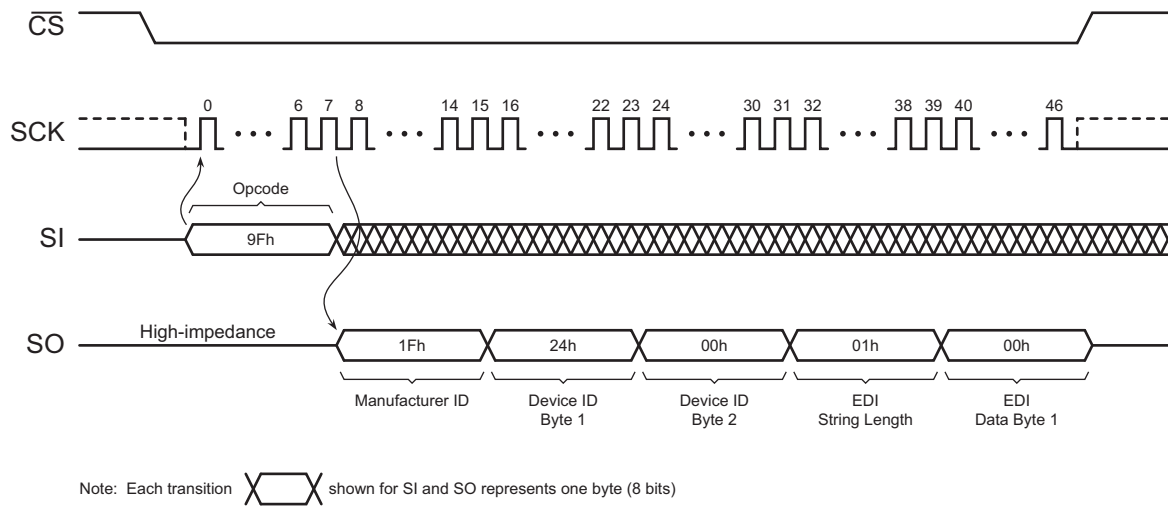 CS
0 6 7 8 14 15 16 22 23 24 30 31 32 38 39 40 46
SCK
Opcode
SI
9Fh
High-impedance
SO
1Fh 24h 00h 01h 00h
Manufacturer ID
Device ID
Byte 1
Device ID
Byte 2
EDI
String Length
EDI
Data Byte 1
Note: Each transition shown for SI and SO represents one byte (8 bits)